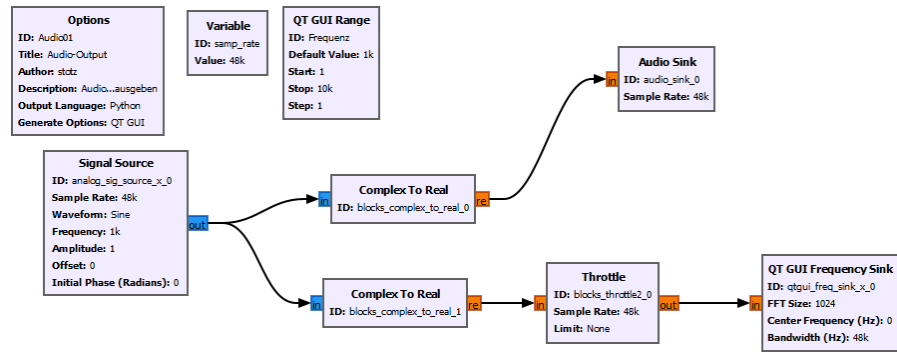 Options
ID: Audio01
Title: Audio-Output
Author: stotz
Description: Audio...ausgeben
Output Language: Python
Generate Options: QT GUI
Variable
ID: samp_rate
Value: 48k
QT GUI Range
ID: Frequenz
Default Value: 1k
Start: 1
Stop: 10k
Step: 1
Audio Sink
ID: audio_sink_0
Sample Rate: 48k
in
Signal Source
ID: analog_sig_source_x_0
Sample Rate: 48k
Waveform: Sine
Frequency: 1k
Amplitude: 1
Offset: 0
Initial Phase (Radians): 0
out
in
Complex To Real
ID: blocks_complex_to_real_0
re
in
Complex To Real
ID: blocks_complex_to_real_1
re
in
Throttle
ID: blocks_throttle2_0
Sample Rate: 48k
Limit: None
out
in
QT GUI Frequency Sink
ID: qtgui_freq_sink_x_0
FFT Size: 1024
Center Frequency (Hz): 0
Bandwidth (Hz): 48k